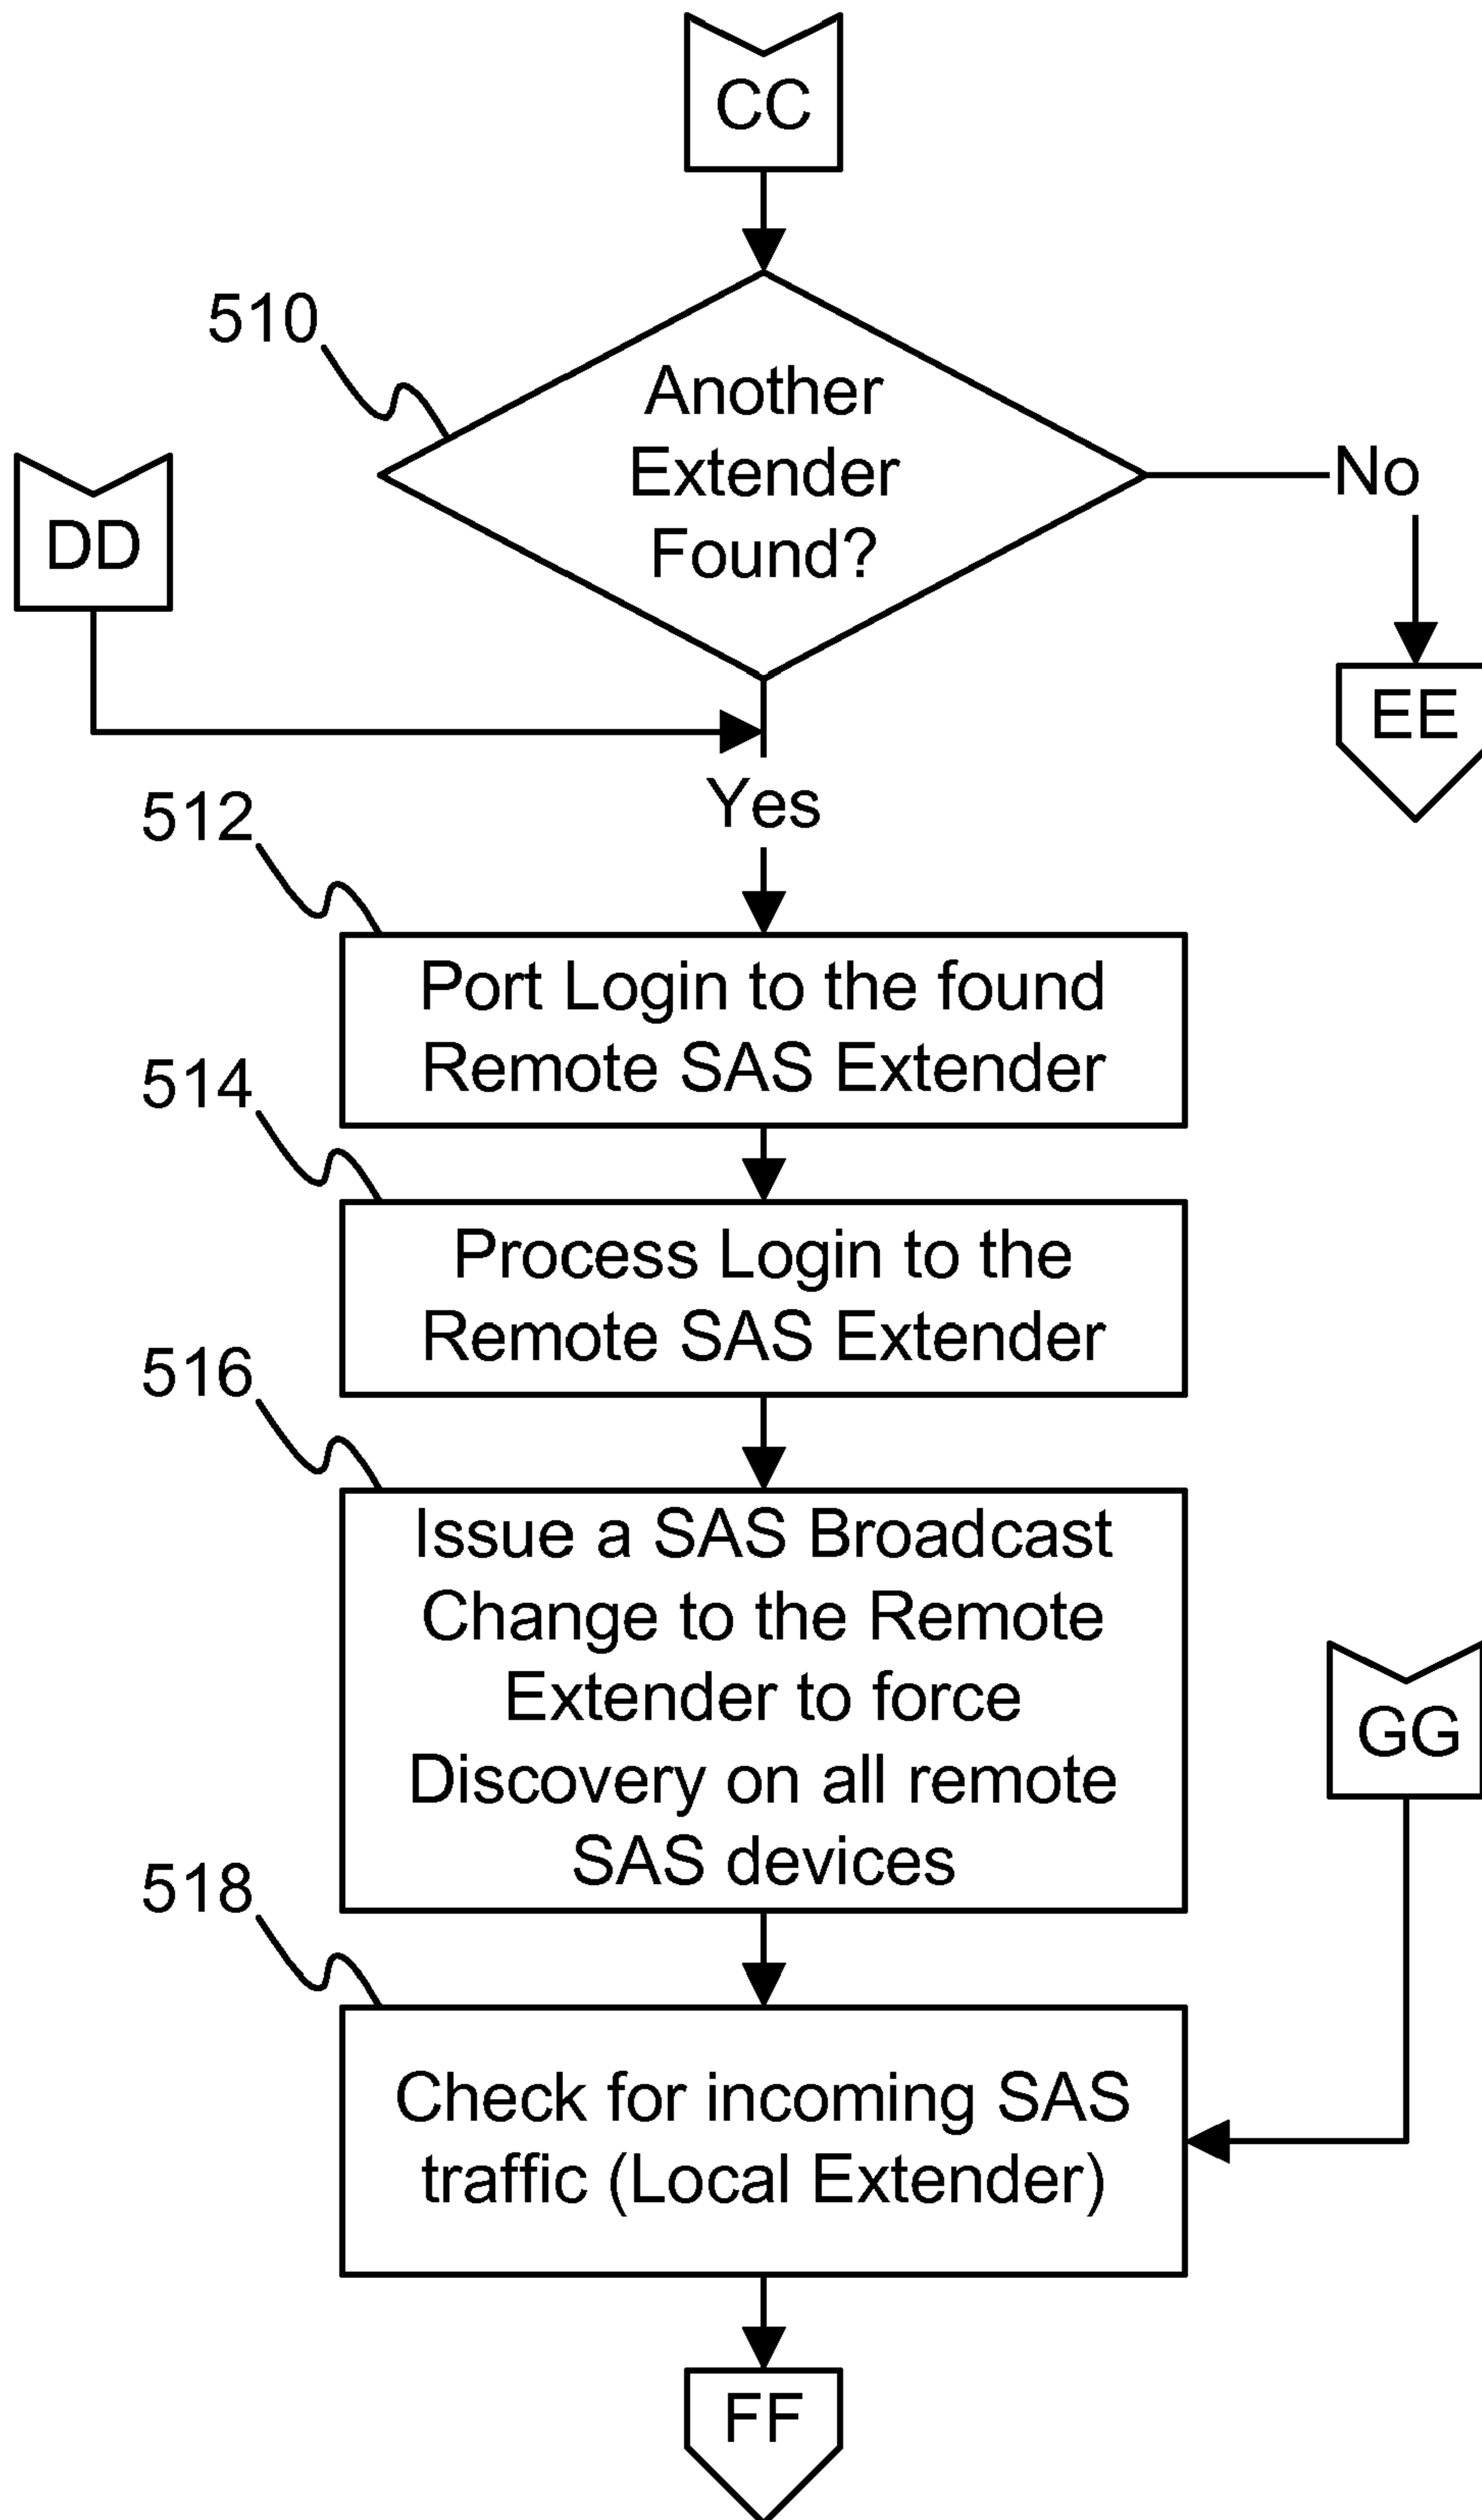 CC
510
Another
Extender
Found?
No
DD
EE
Yes
512
Port Login to the found
Remote SAS Extender
514
Process Login to the
Remote SAS Extender
516
Issue a SAS Broadcast
Change to the Remote
Extender to force
Discovery on all remote
SAS devices
GG
518
Check for incoming SAS
traffic (Local Extender)
FF